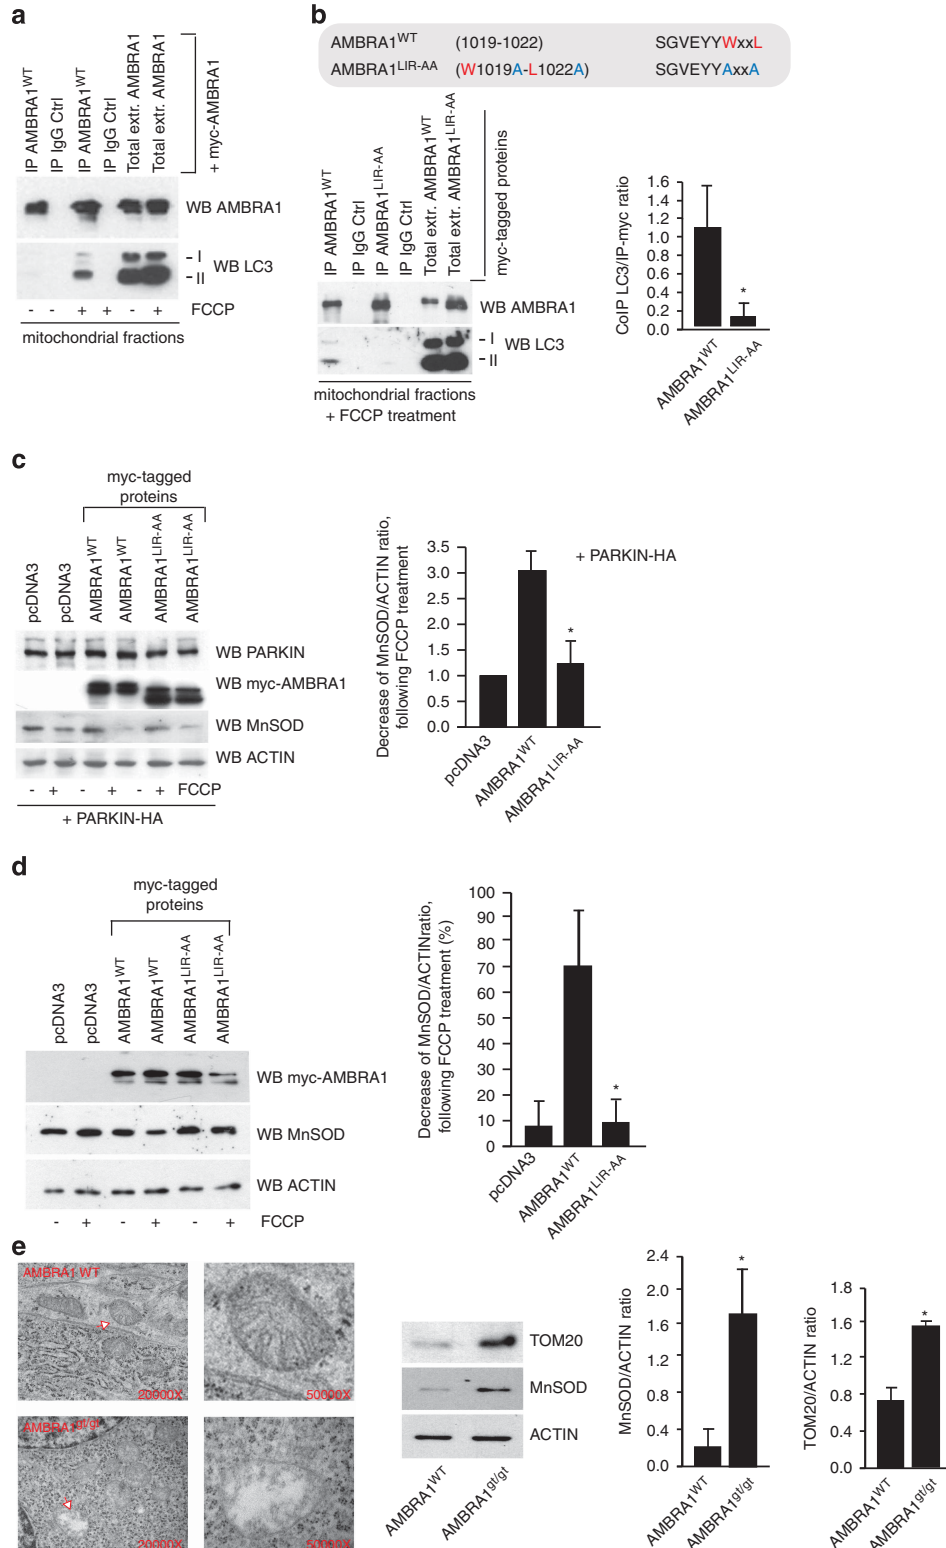 a
IP AMBRA1WT
IP IgG Ctrl
IP AMBRA1WT
IP IgG Ctrl
Total extr. AMBRA1
Total extr. AMBRA1
+ myc-AMBRA1
WB AMBRA1
- I
- II
WB LC3
- - + + - + FCCP
mitochondrial fractions
b
AMBRA1WT (1019-1022) SGVEYYWxxL
AMBRA1LIR-AA (W1019A-L1022A) SGVEYYAxxA
IP AMBRA1WT
IP IgG Ctrl
IP AMBRA1LIR-AA
IP IgG Ctrl
Total extr. AMBRA1WT
Total extr. AMBRA1LIR-AA
myc-tagged proteins
WB AMBRA1
- I
- II
WB LC3
mitochondrial fractions
+ FCCP treatment
CoIP LC3/IP-myc ratio
1.6
1.4
1.2
1.0
0.8
0.6
0.4
0.2
0.0
*
AMBRA1WT
AMBRA1LIR-AA
c
myc-tagged
proteins
pcDNA3
pcDNA3
AMBRA1WT
AMBRA1WT
AMBRA1LIR-AA
AMBRA1LIR-AA
WB PARKIN
WB myc-AMBRA1
WB MnSOD
WB ACTIN
- + - + - + FCCP
+ PARKIN-HA
Decrease of MnSOD/ACTIN ratio,
following FCCP treatment
3.5
3.0
2.5
2.0
1.5
1.0
0.5
0.0
+ PARKIN-HA
*
pcDNA3
AMBRA1WT
AMBRA1LIR-AA
d
myc-tagged
proteins
pcDNA3
pcDNA3
AMBRA1WT
AMBRA1WT
AMBRA1LIR-AA
AMBRA1LIR-AA
WB myc-AMBRA1
WB MnSOD
WB ACTIN
- + - + - + FCCP
Decrease of MnSOD/ACTINratio,
following FCCP treatment (%)
100
90
80
70
60
50
40
30
20
10
0
*
pcDNA3
AMBRA1WT
AMBRA1LIR-AA
e
AMBRA1 WT
20000X
50000X
AMBRA1gt/gt
20000X
50000X
TOM20
MnSOD
ACTIN
AMBRA1WT
AMBRA1gt/gt
MnSOD/ACTIN ratio
2.4
2.0
1.6
1.2
0.8
0.4
0.0
*
AMBRA1WT
AMBRA1gt/gt
TOM20/ACTIN ratio
1.8
1.6
1.2
0.8
0.4
0.0
*
AMBRA1WT
AMBRA1gt/gt